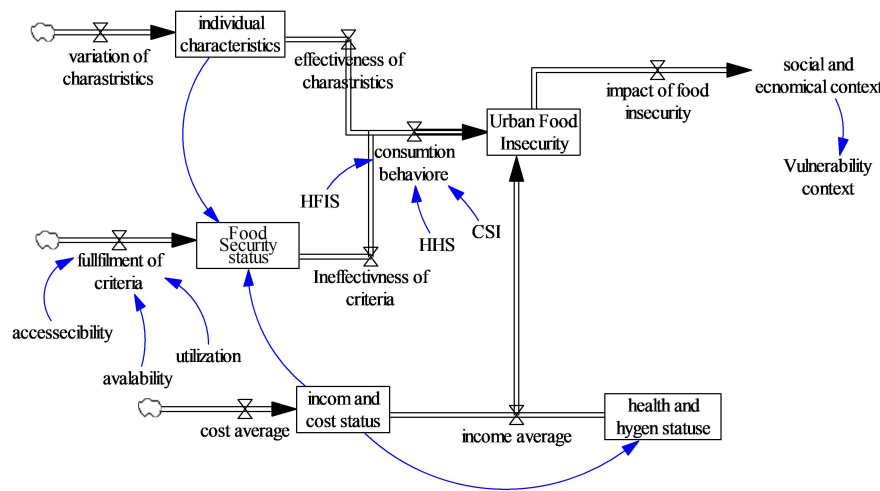 individual
characteristics
variation of
charastristics
effectiveness of
charastristics
impact of food
insecurity
social and
ecnomical context
Vulnerability
context
Urban Food
Insecurity
consumtion
behaviore
HFIS
HHS
CSI
Food
Security
status
fullfilment of
criteria
Ineffectivness of
criteria
accessecibility
utilization
avalability
incom and
cost status
cost average
income average
health and
hygen statuse